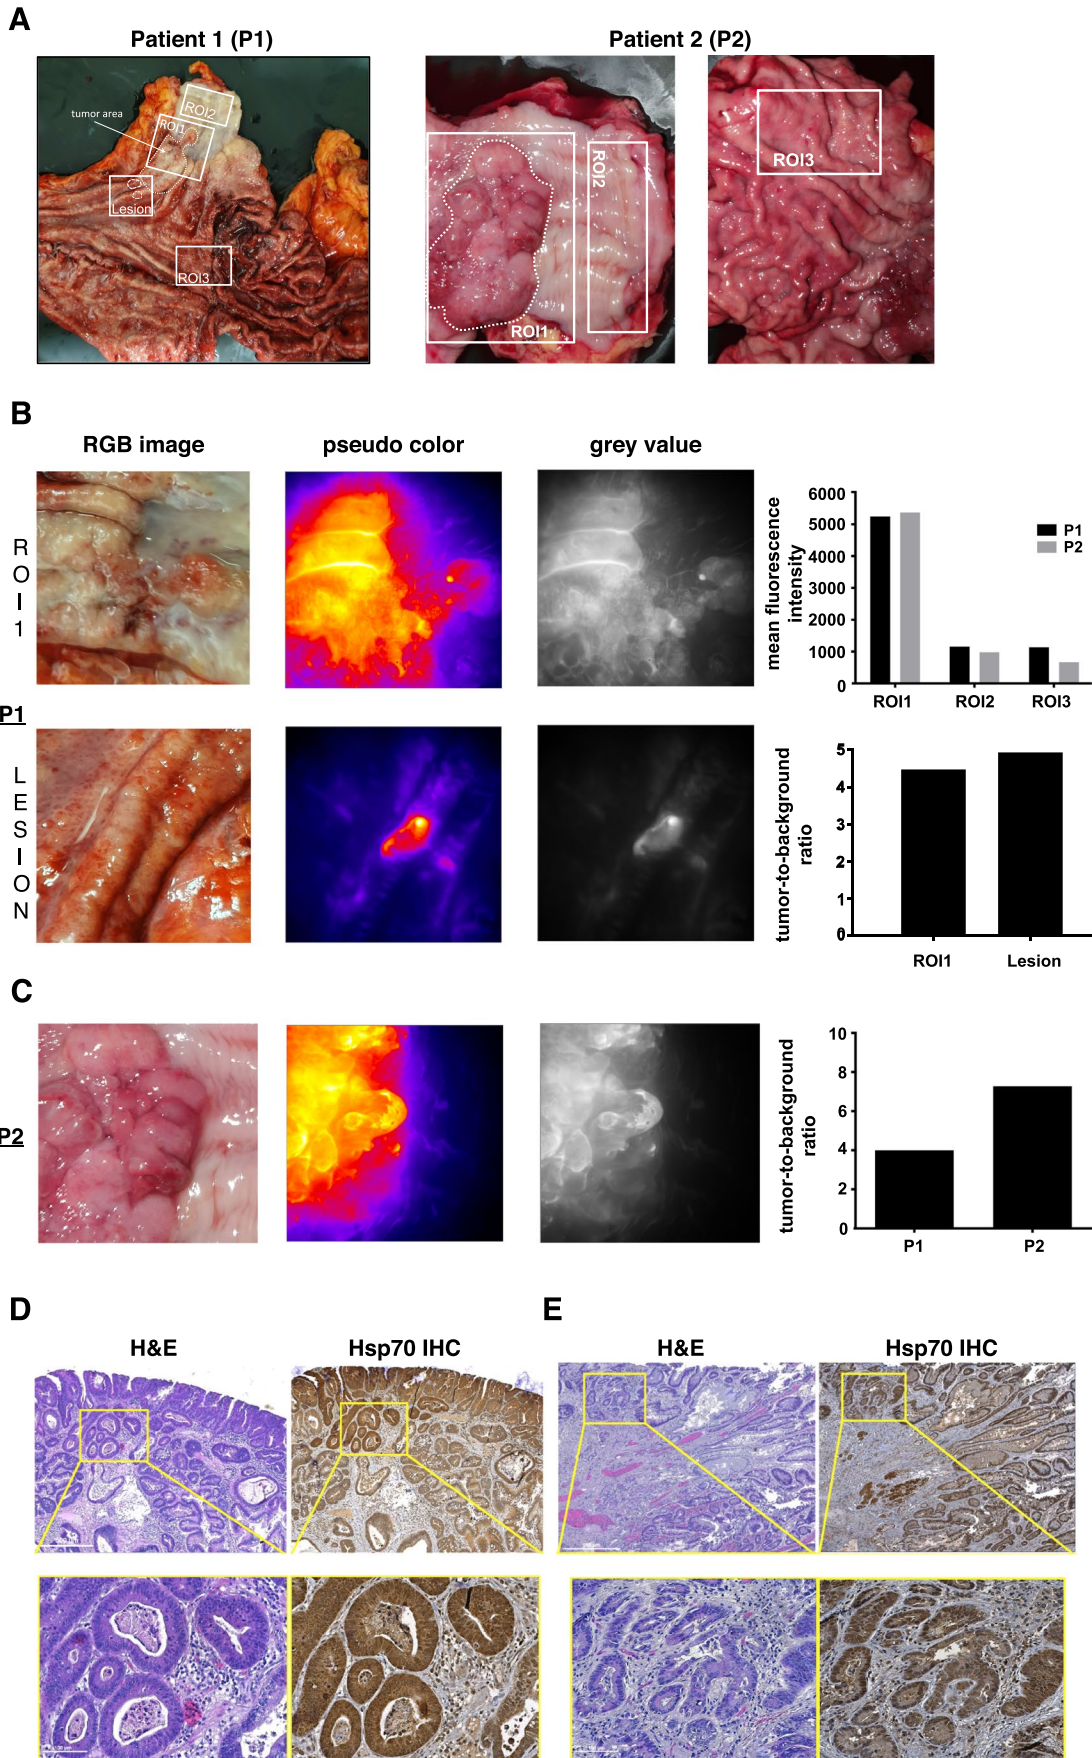 A
Patient 1 (P1)
Patient 2 (P2)
tumor area
ROI2
ROI1
Lesion
ROI3
ROI1
ROI2
ROI3
B
RGB image
pseudo color
grey value
ROI1
P1
LESION
mean fluorescence
intensity
6000
5000
4000
3000
2000
1000
0
P1
P2
ROI1
ROI2
ROI3
tumor-to-background
ratio
5
4
3
2
1
0
ROI1
Lesion
C
P2
tumor-to-background
ratio
10
8
6
4
2
0
P1
P2
D
H&E
Hsp70 IHC
E
H&E
Hsp70 IHC